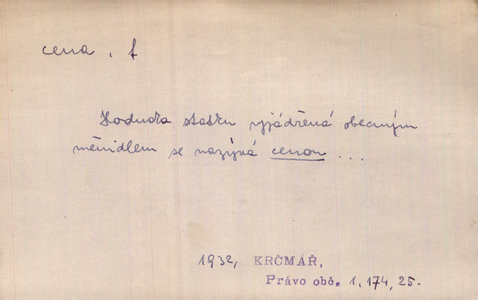 cena, f
Hodnota statku vyjádřená obecným
měnidlem se nazývá cenou ...
1932, KRČMÁŘ,
Právo obč. 1, 174, 25.